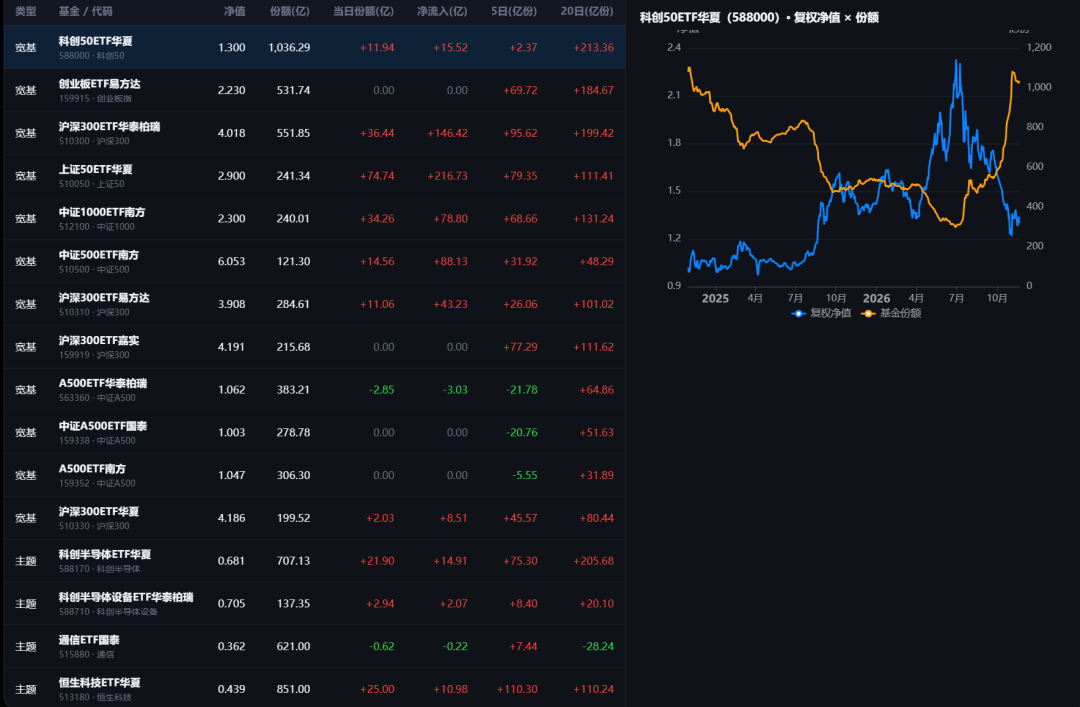 类型 基金 / 代码 净值 份额(亿) 当日份额(亿) 净流入(亿) 5日(亿份) 20日(亿份)
宽基 科创50ETF华夏 1.300 1,036.29 +11.94 +15.52 +2.37 +213.36
588000 · 科创50
宽基 创业板ETF易方达 2.230 531.74 0.00 0.00 +69.72 +184.67
159915 · 创业板指
宽基 沪深300ETF华泰柏瑞 4.018 551.85 +36.44 +146.42 +95.62 +199.42
510300 · 沪深300
宽基 上证50ETF华夏 2.900 241.34 +74.74 +216.73 +79.35 +111.41
510050 · 上证50
宽基 中证1000ETF南方 2.300 240.01 +34.26 +78.80 +68.66 +131.24
512100 · 中证1000
宽基 中证500ETF南方 6.053 121.30 +14.56 +88.13 +31.92 +48.29
510500 · 中证500
宽基 沪深300ETF易方达 3.908 284.61 +11.06 +43.23 +26.06 +101.02
510310 · 沪深300
宽基 沪深300ETF嘉实 4.191 215.68 0.00 0.00 +77.29 +111.62
159919 · 沪深300
宽基 A500ETF华泰柏瑞 1.062 383.21 -2.85 -3.03 -21.78 +64.86
563360 · 中证A500
宽基 中证A500ETF国泰 1.003 278.78 0.00 0.00 -20.76 +51.63
159338 · 中证A500
宽基 A500ETF南方 1.047 306.30 0.00 0.00 -5.55 +31.89
159352 · 中证A500
宽基 沪深300ETF华夏 4.186 199.52 +2.03 +8.51 +45.57 +80.44
510330 · 沪深300
主题 科创半导体ETF华夏 0.681 707.13 +21.90 +14.91 +75.30 +205.68
588170 · 科创半导体
主题 科创半导体设备ETF华泰柏瑞 0.705 137.35 +2.94 +2.07 +8.40 +20.10
588710 · 科创半导体设备
主题 通信ETF国泰 0.362 621.00 -0.62 -0.22 +7.44 -28.24
515880 · 通信
主题 恒生科技ETF华夏 0.439 851.00 +25.00 +10.98 +110.30 +110.24
513180 · 恒生科技
科创50ETF华夏（588000）· 复权净值 × 份额
2.4 1,200
2.1 1,000
1.8 800
600
1.5 400
1.2 200
0.9 0
2025 4月 7月 10月 2026 4月 7月 10月
复权净值 基金份额